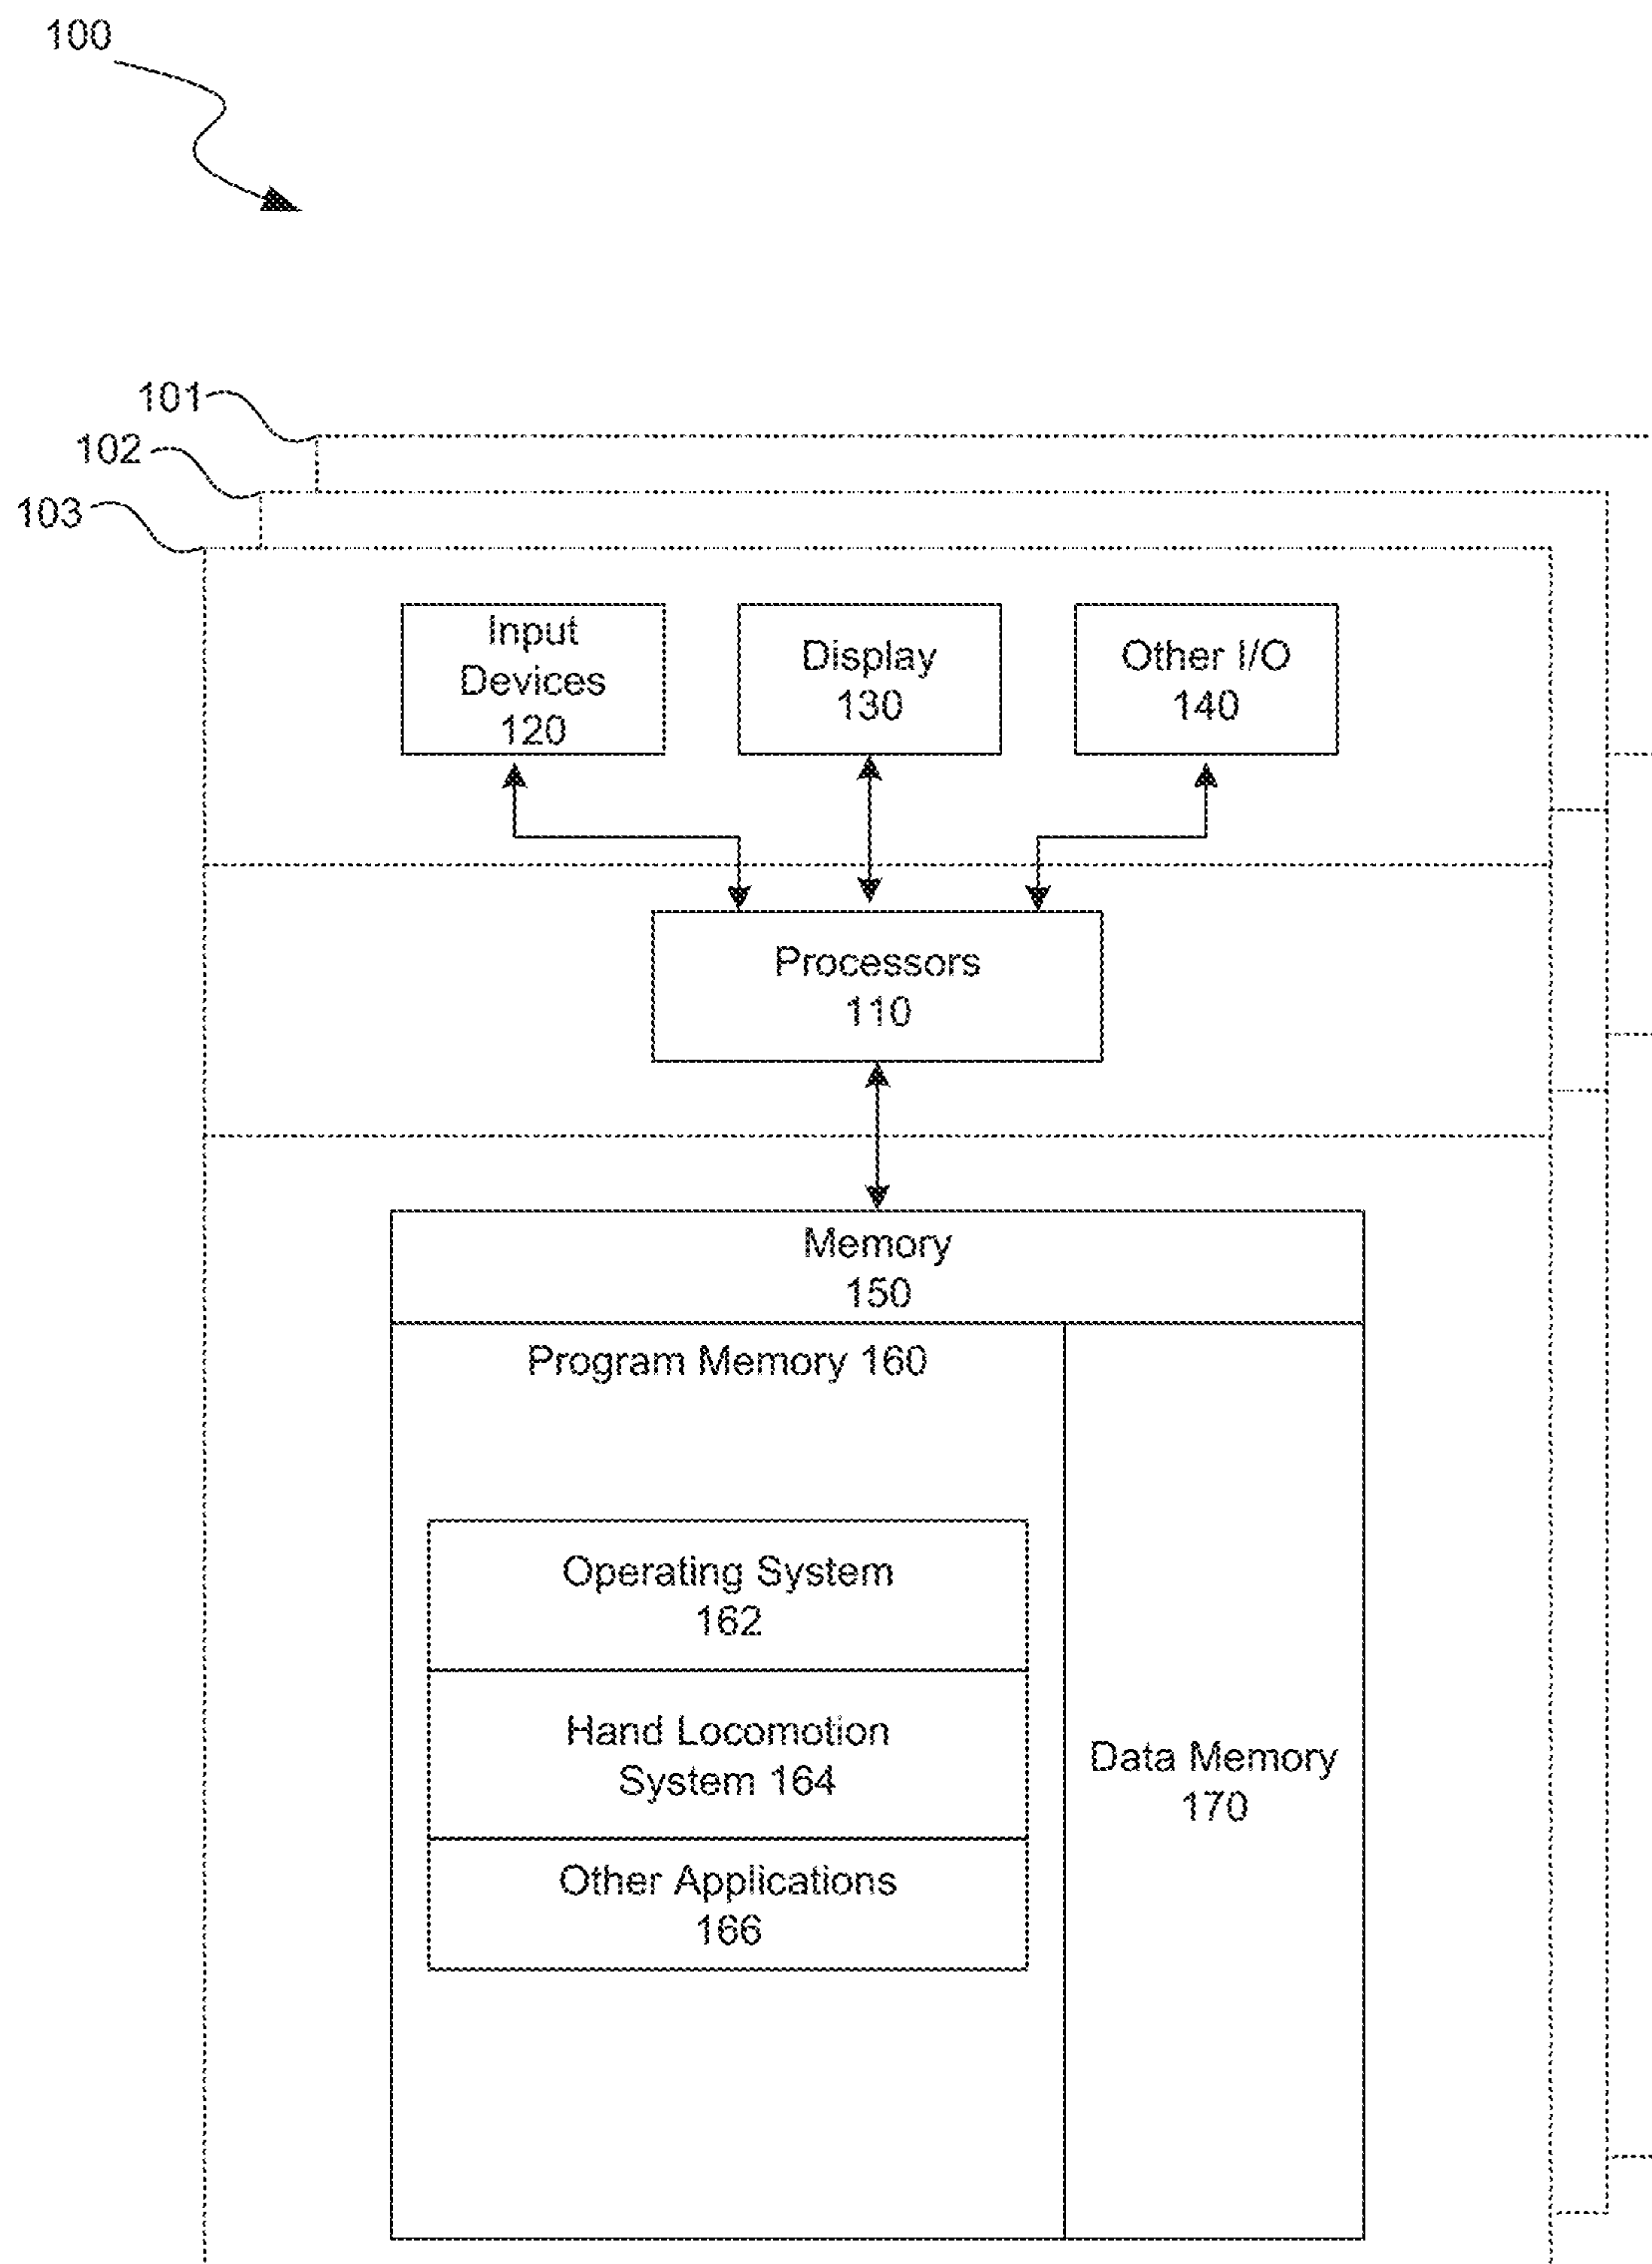 100
101
102
103
Input
Devices
120
Display
130
Other I/O
140
Processors
110
Memory
150
Program Memory 160
Operating System
162
Hand Locomotion
System 164
Other Applications
166
Data Memory
170